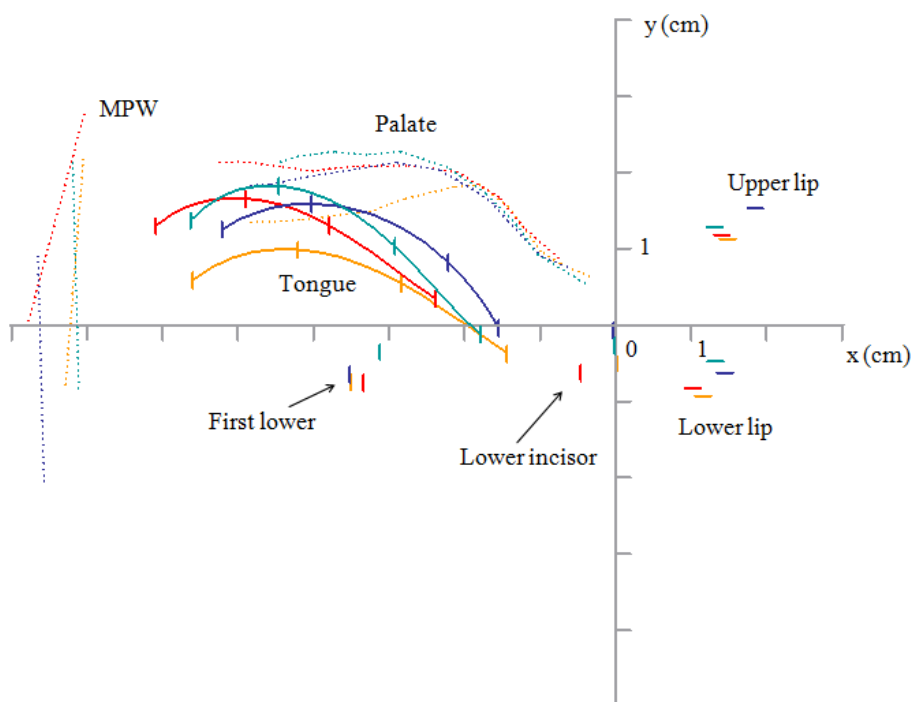 y (cm)
MPW
Palate
Upper lip
1
Tongue
0
1
x (cm)
First lower
Lower lip
Lower incisor